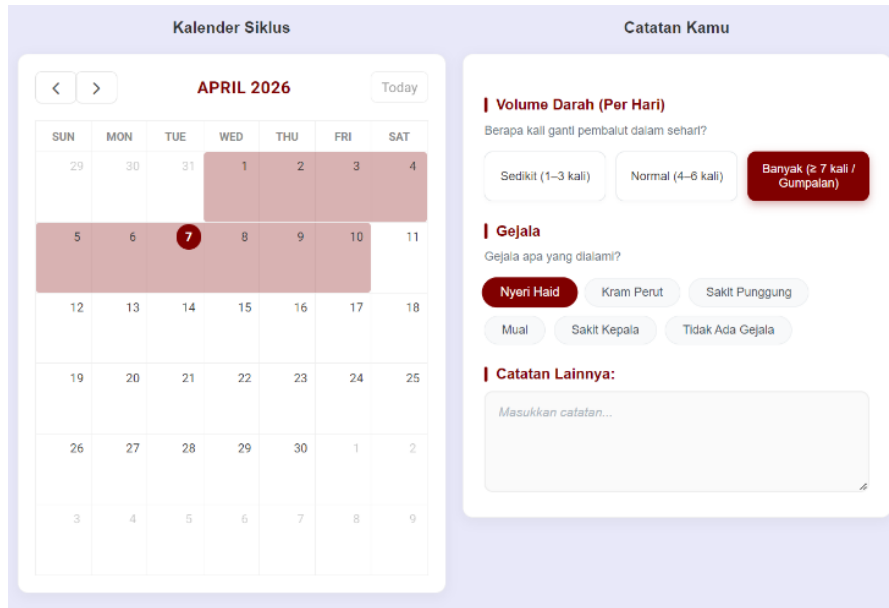 Kalender Siklus
APRIL 2026
Today
SUN MON TUE WED THU FRI SAT
29 30 31 1 2 3 4
5 6 7 8 9 10 11
12 13 14 15 16 17 18
19 20 21 22 23 24 25
26 27 28 29 30 1 2
3 4 5 6 7 8 9
Catatan Kamu
Volume Darah (Per Hari)
Berapa kali ganti pembalut dalam sehari?
Sedikit (1–3 kali)
Normal (4–6 kali)
Banyak (≥ 7 kali /
Gumpalan)
Gejala
Gejala apa yang dialami?
Nyeri Haid
Kram Perut
Sakit Punggung
Mual
Sakit Kepala
Tidak Ada Gejala
Catatan Lainnya:
Masukkan catatan...